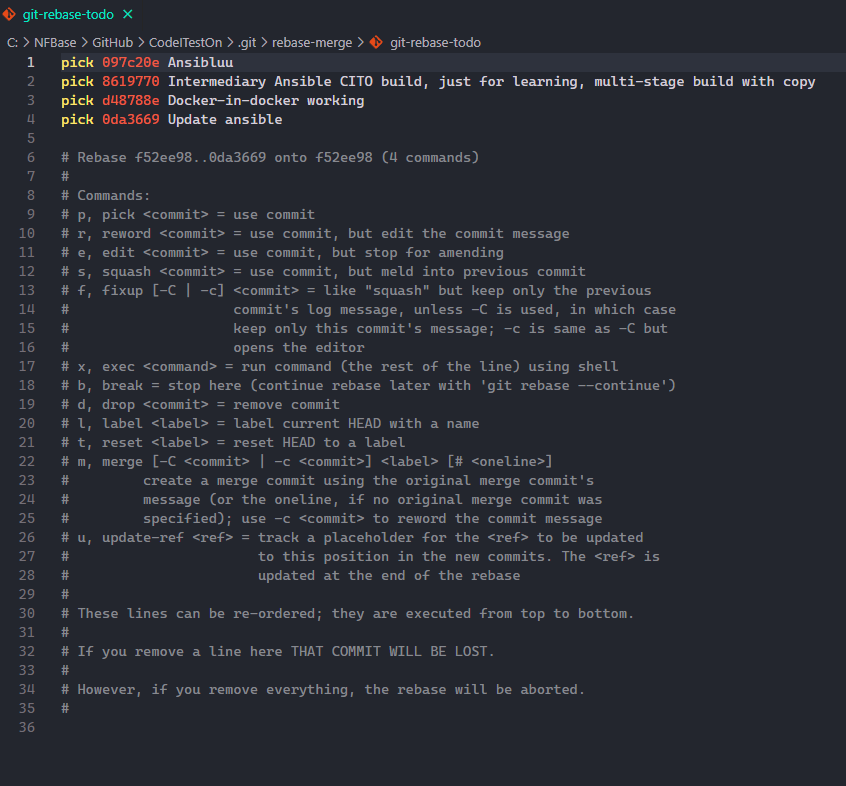 git-rebase-todo ×
C: > NFBase > GitHub > CodeITestOn > .git > rebase-merge > git-rebase-todo
1 pick 097c20e Ansibluu
2 pick 8619770 Intermediary Ansible CITO build, just for learning, multi-stage build with copy
3 pick d48788e Docker-in-docker working
4 pick 0da3669 Update ansible
5
6 # Rebase f52ee98..0da3669 onto f52ee98 (4 commands)
7 #
8 # Commands:
9 # p, pick <commit> = use commit
10 # r, reword <commit> = use commit, but edit the commit message
11 # e, edit <commit> = use commit, but stop for amending
12 # s, squash <commit> = use commit, but meld into previous commit
13 # f, fixup [-C | -c] <commit> = like "squash" but keep only the previous
14 # commit's log message, unless -C is used, in which case
15 # keep only this commit's message; -c is same as -C but
16 # opens the editor
17 # x, exec <command> = run command (the rest of the line) using shell
18 # b, break = stop here (continue rebase later with 'git rebase --continue')
19 # d, drop <commit> = remove commit
20 # l, label <label> = label current HEAD with a name
21 # t, reset <label> = reset HEAD to a label
22 # m, merge [-C <commit> | -c <commit>] <label> [# <oneline>]
23 # create a merge commit using the original merge commit's
24 # message (or the oneline, if no original merge commit was
25 # specified); use -c <commit> to reword the commit message
26 # u, update-ref <ref> = track a placeholder for the <ref> to be updated
27 # to this position in the new commits. The <ref> is
28 # updated at the end of the rebase
29 #
30 # These lines can be re-ordered; they are executed from top to bottom.
31 #
32 # If you remove a line here THAT COMMIT WILL BE LOST.
33 #
34 # However, if you remove everything, the rebase will be aborted.
35 #
36